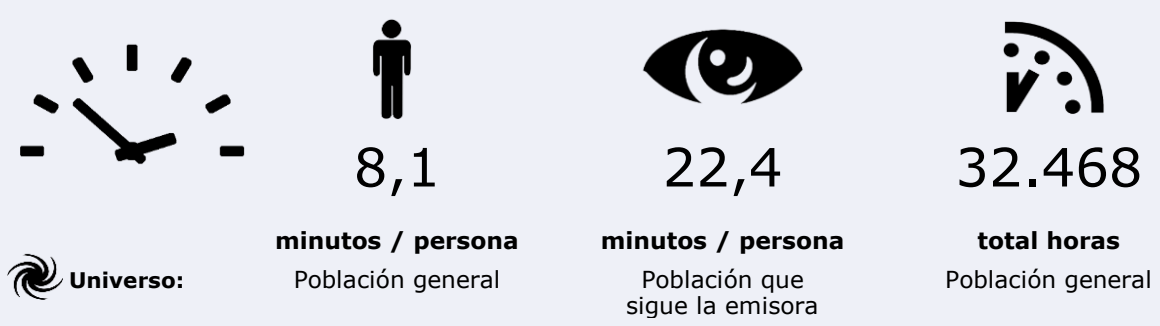 8,1
22,4
32.468
minutos / persona
minutos / persona
total horas
Universo:
Población general
Población que
sigue la emisora
Población general